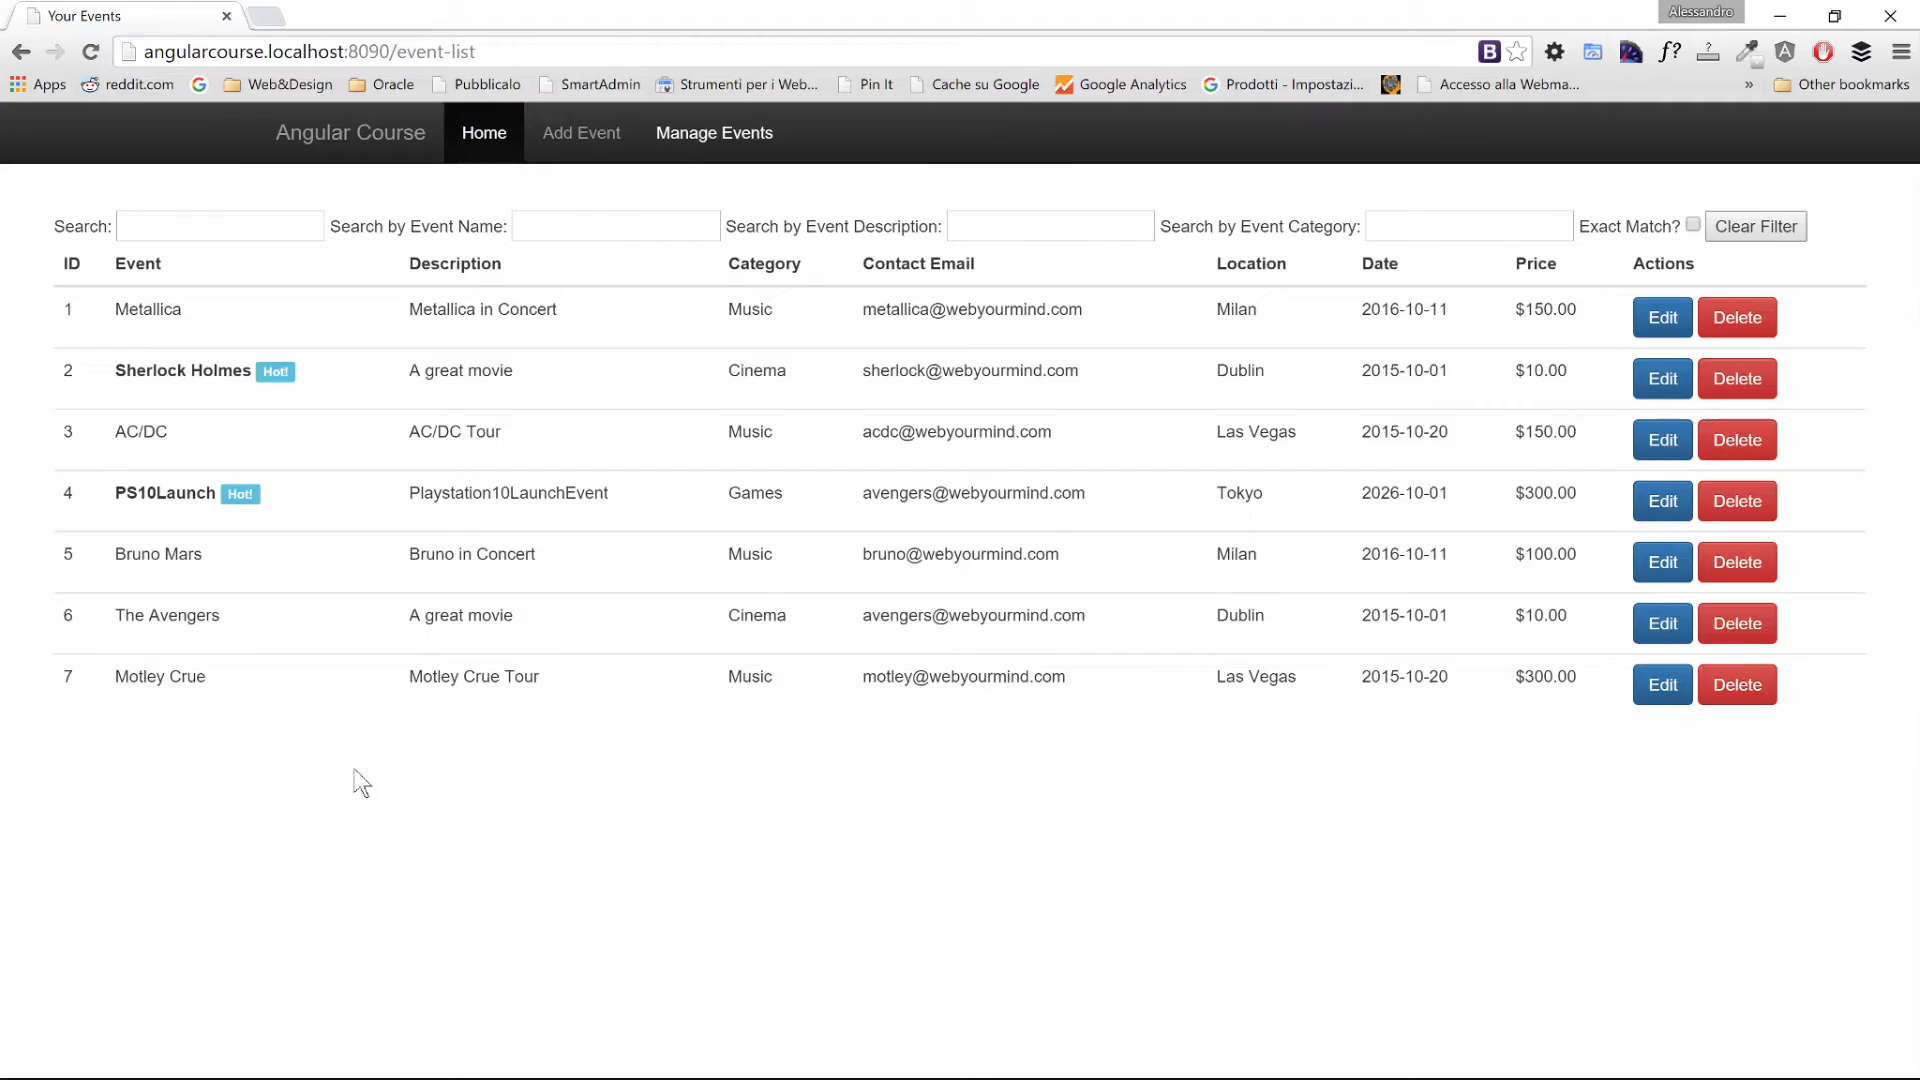 Your Events
Alessandro
angularcourse.localhost:8090/event-list
Apps reddit.com Web&Design Oracle Pubblicalo SmartAdmin Strumenti per i Web... Pin It Cache su Google Google Analytics Prodotti - Impostazi... Accesso alla Webma... » Other bookmarks
Angular Course Home Add Event Manage Events
Search: Search by Event Name: Search by Event Description: Search by Event Category: Exact Match? Clear Filter
ID Event Description Category Contact Email Location Date Price Actions
1 Metallica Metallica in Concert Music metallica@webyourmind.com Milan 2016-10-11 $150.00 Edit Delete
2 Sherlock Holmes Hot! A great movie Cinema sherlock@webyourmind.com Dublin 2015-10-01 $10.00 Edit Delete
3 AC/DC AC/DC Tour Music acdc@webyourmind.com Las Vegas 2015-10-20 $150.00 Edit Delete
4 PS10Launch Hot! Playstation10LaunchEvent Games avengers@webyourmind.com Tokyo 2026-10-01 $300.00 Edit Delete
5 Bruno Mars Bruno in Concert Music bruno@webyourmind.com Milan 2016-10-11 $100.00 Edit Delete
6 The Avengers A great movie Cinema avengers@webyourmind.com Dublin 2015-10-01 $10.00 Edit Delete
7 Motley Crue Motley Crue Tour Music motley@webyourmind.com Las Vegas 2015-10-20 $300.00 Edit Delete